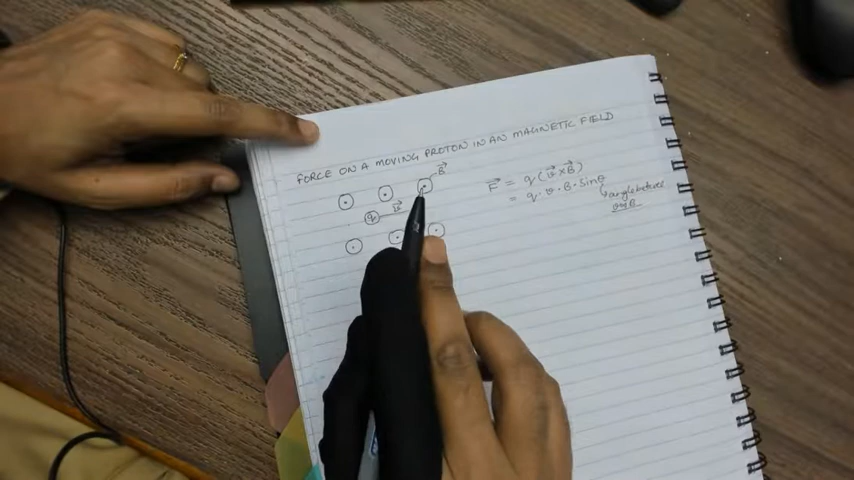 FORCE ON A MOVING PROTON IN AN MAGNETIC FIELD
B⃗
F⃗ = q(v⃗×B⃗)
= q.v.B.Sinθ
angle between
v⃗
q